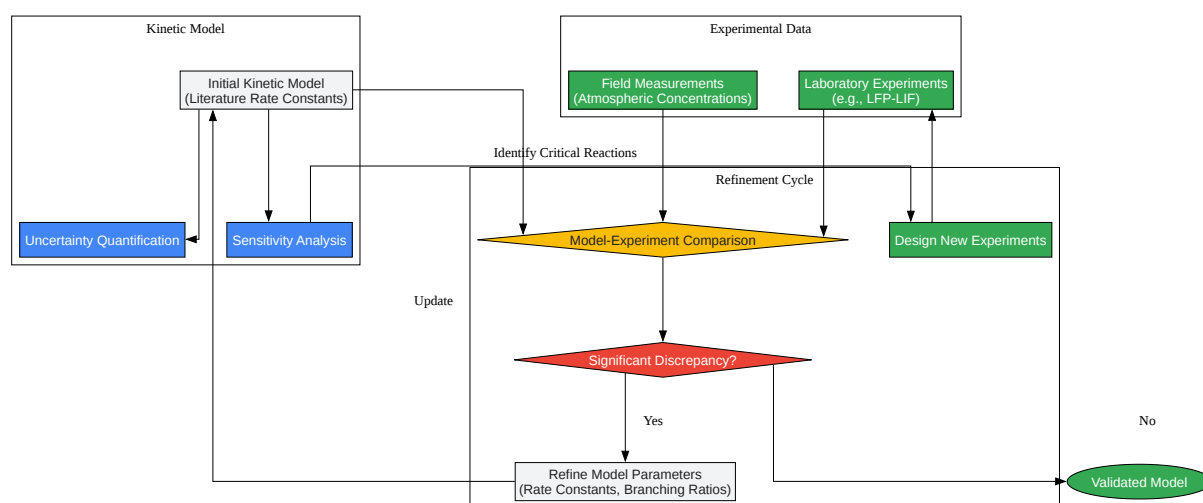 Kinetic Model
Experimental Data
Initial Kinetic Model
(Literature Rate Constants)
Field Measurements
(Atmospheric Concentrations)
Laboratory Experiments
(e.g., LFP-LIF)
Identify Critical Reactions
Refinement Cycle
Uncertainty Quantification
Sensitivity Analysis
Model-Experiment Comparison
Design New Experiments
Update
Significant Discrepancy?
Yes
No
Refine Model Parameters
(Rate Constants, Branching Ratios)
Validated Model